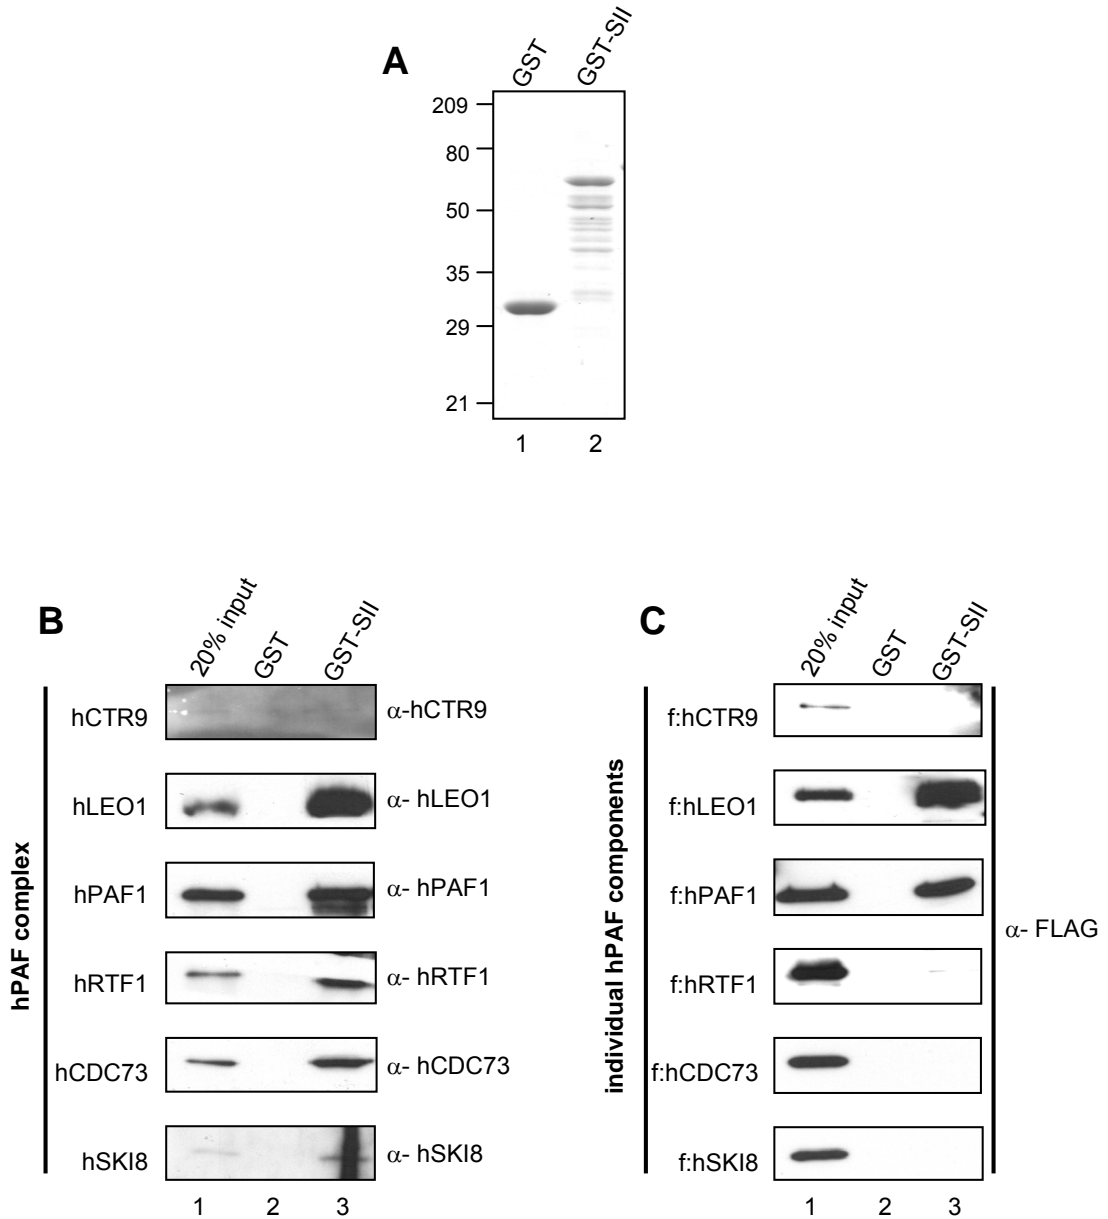 A
GST
GST-SII
209
80
50
35
29
21
1 2
B
20% input
GST
GST-SII
hPAF complex
hCTR9 α-hCTR9
hLEO1 α- hLEO1
hPAF1 α- hPAF1
hRTF1 α- hRTF1
hCDC73 α- hCDC73
hSKI8 α- hSKI8
1 2 3
C
20% input
GST
GST-SII
individual hPAF components
f:hCTR9
f:hLEO1
f:hPAF1
f:hRTF1
f:hCDC73
f:hSKI8
α- FLAG
1 2 3